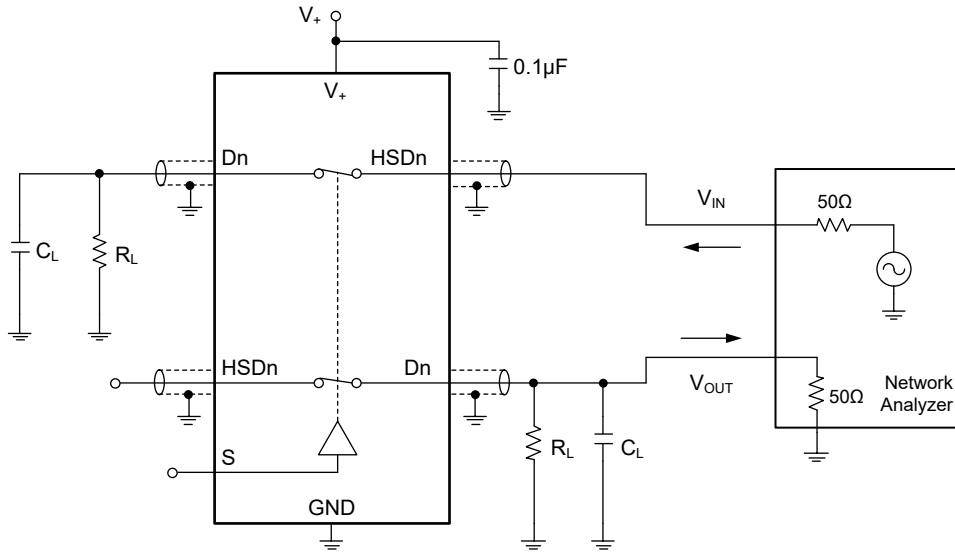 V+
0.1µF
V+
Dn
HSDn
VIN
50Ω
CL
RL
HSDn
Dn
VOUT
50Ω
Network
Analyzer
S
RL
CL
GND